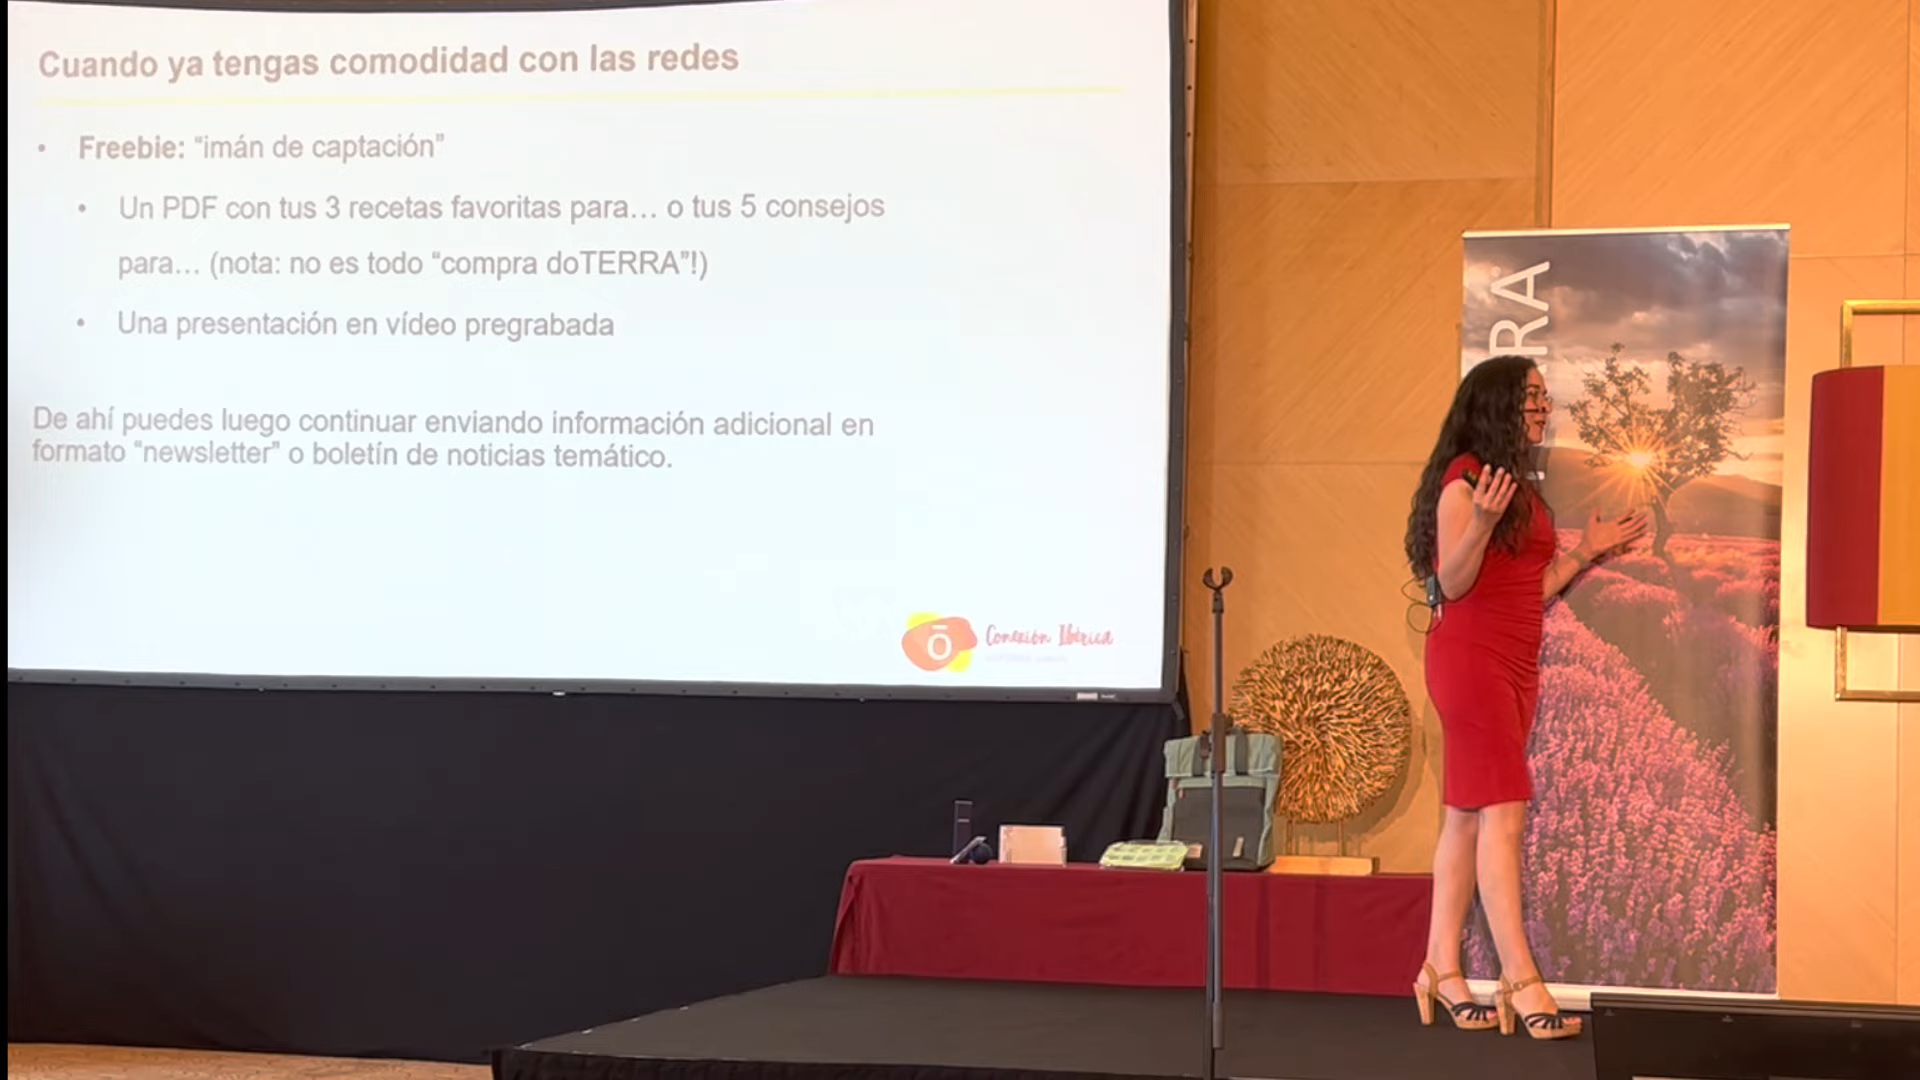 Cuando ya tengas comodidad con las redes
• Freebie: “imán de captación”
• Un PDF con tus 3 recetas favoritas para… o tus 5 consejos
para… (nota: no es todo “compra doTERRA”!)
• Una presentación en vídeo pregrabada
De ahí puedes luego continuar enviando información adicional en
formato “newsletter” o boletín de noticias temático.
ō Conexión Ibérica
RA